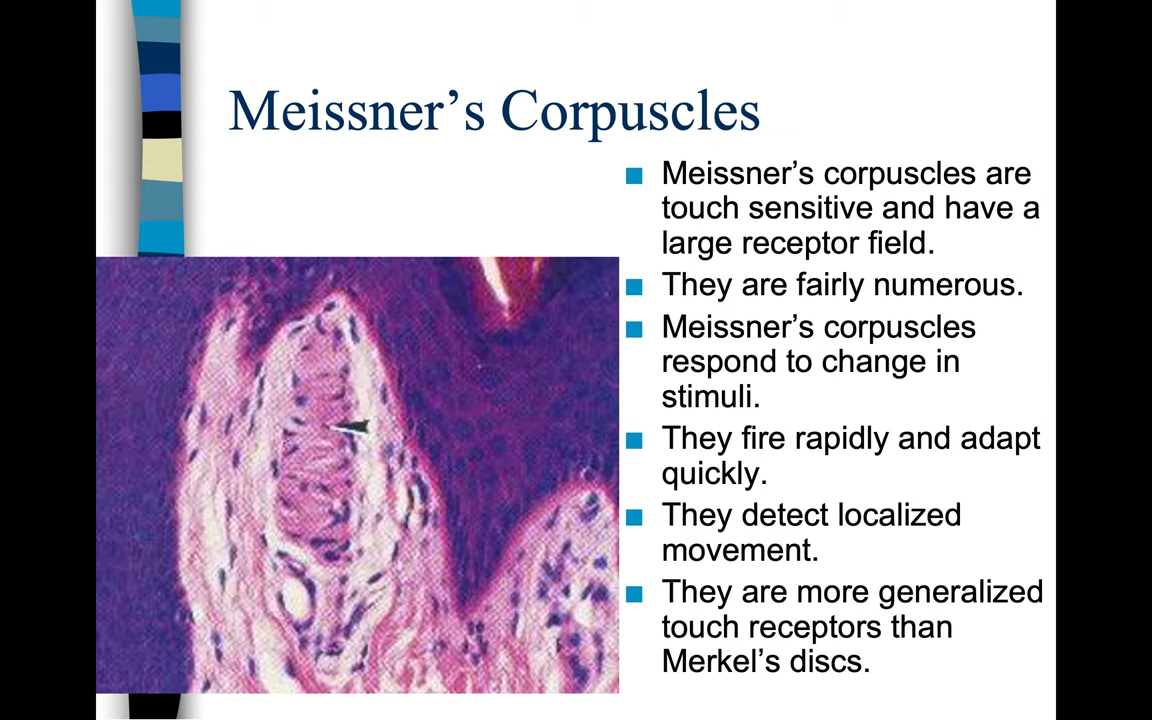 Meissner’s Corpuscles
■ Meissner’s corpuscles are
touch sensitive and have a
large receptor field.
■ They are fairly numerous.
■ Meissner’s corpuscles
respond to change in
stimuli.
■ They fire rapidly and adapt
quickly.
■ They detect localized
movement.
■ They are more generalized
touch receptors than
Merkel’s discs.